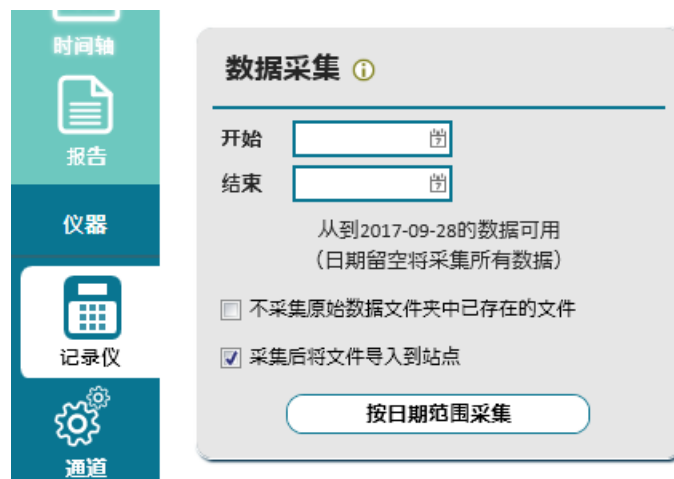 时间轴
报告
仪器
记录仪
通道
数据采集
开始
7
结束
7
从到2017-09-28的数据可用
（日期留空将采集所有数据）
不采集原始数据文件夹中已存在的文件
采集后将文件导入到站点
按日期范围采集